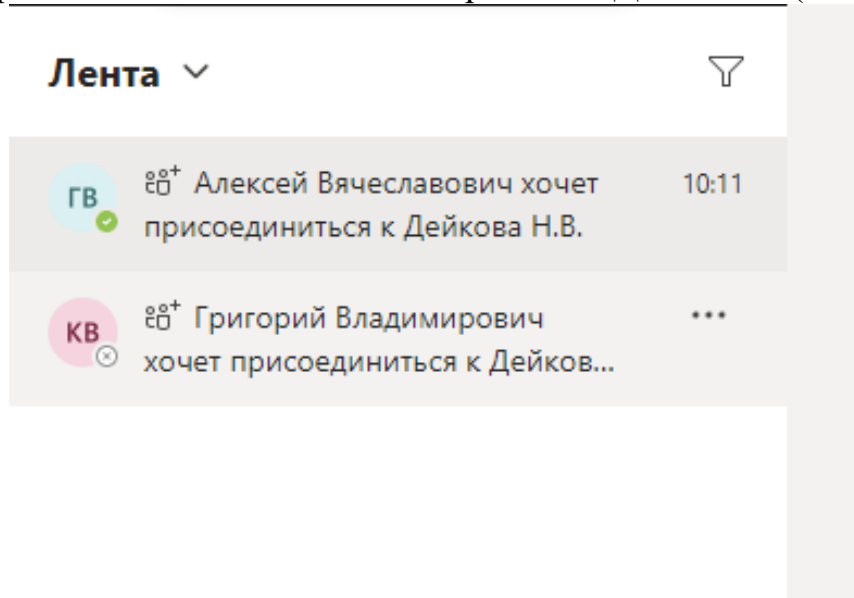 Лента
ГВ Алексей Вячеславович хочет 10:11
присоединиться к Дейкова Н.В.
КВ Григорий Владимирович ...
хочет присоединиться к Дейков...